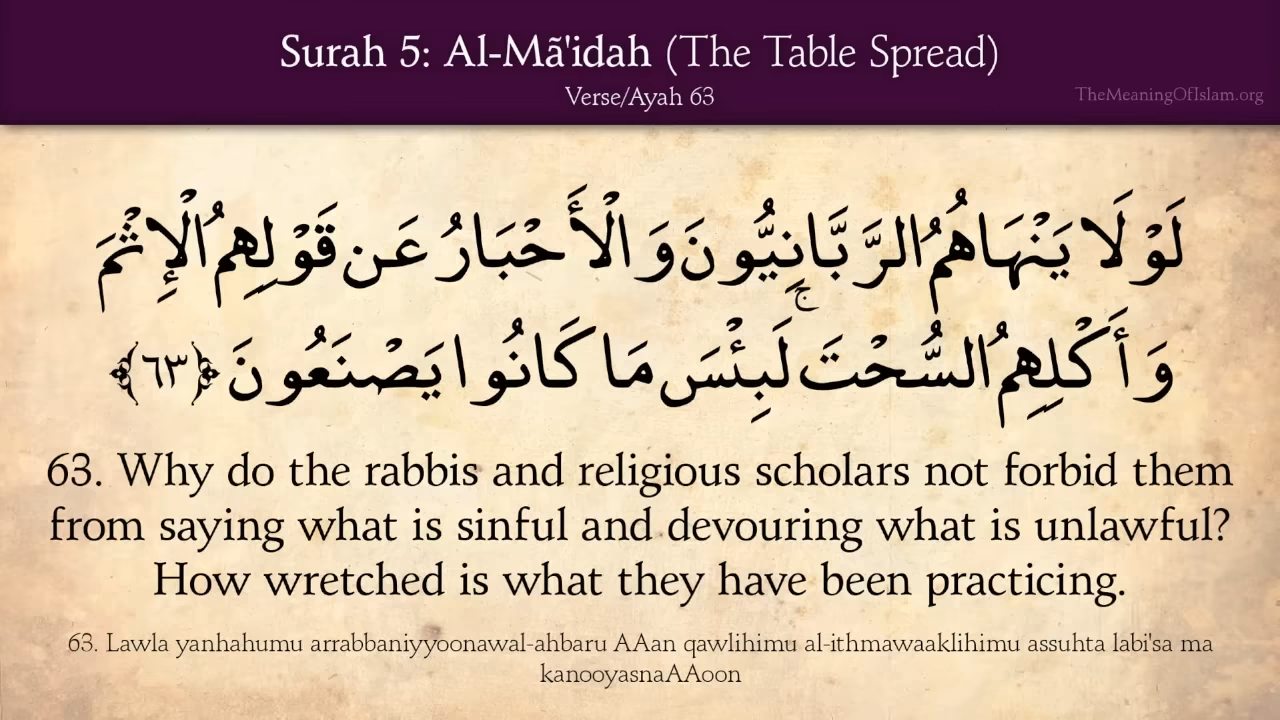 Surah 5: Al-Mã'idah (The Table Spread)
Verse/Ayah 63
TheMeaningOfIslam.org
لَوْلَا يَنْهَاهُمُ الرَّبَّانِيُّونَ وَالْأَحْبَارُ عَن قَوْلِهِمُ الْإِثْمَ
وَأَكْلِهِمُ السُّحْتَ ۚ لَبِئْسَ مَا كَانُوا يَصْنَعُونَ ﴿٦٣﴾
63. Why do the rabbis and religious scholars not forbid them
from saying what is sinful and devouring what is unlawful?
How wretched is what they have been practicing.
63. Lawla yanhahumu arrabbaniyyoonawal-ahbaru AAan qawlihimu al-ithmawaaklihimu assuhta labi'sa ma
kanooyasnaAAoon